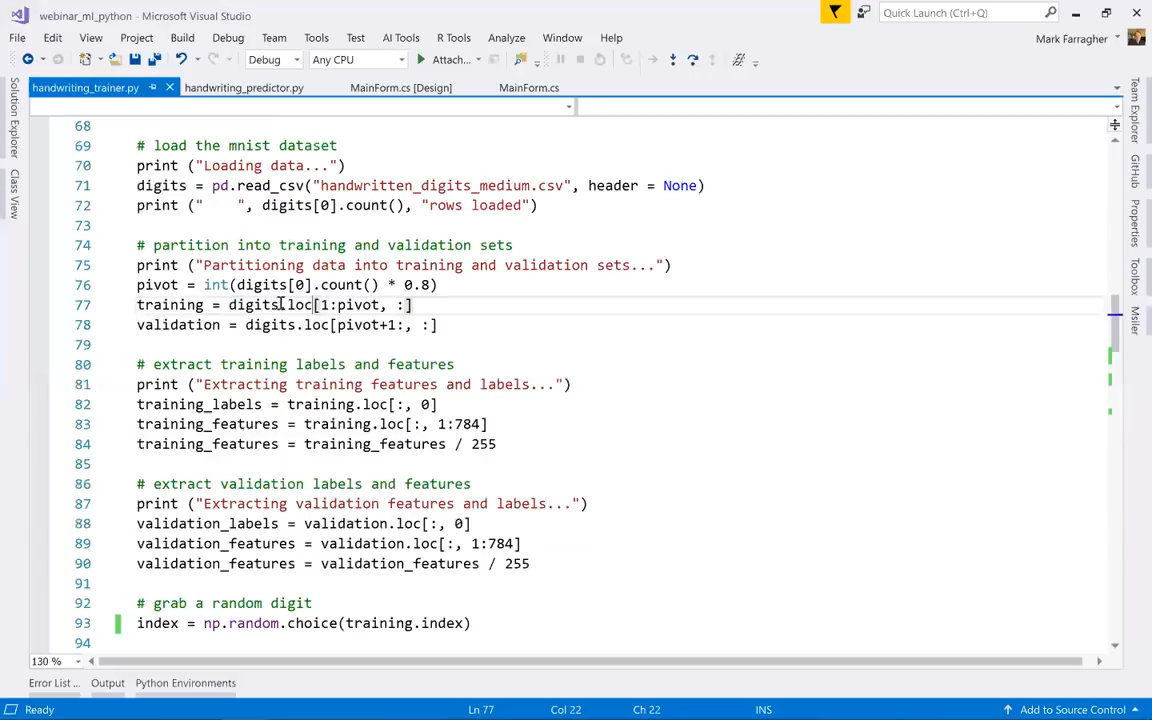 webinar_ml_python - Microsoft Visual Studio
Quick Launch (Ctrl+Q)
File Edit View Project Build Debug Team Tools Test AI Tools R Tools Analyze Window Help
Mark Farragher
Debug Any CPU Attach...
handwriting_trainer.py handwriting_predictor.py MainForm.cs [Design] MainForm.cs
Solution Explorer
Class View
68
69 # load the mnist dataset
70 print ("Loading data...")
71 digits = pd.read_csv("handwritten_digits_medium.csv", header = None)
72 print ("    ", digits[0].count(), "rows loaded")
73
74 # partition into training and validation sets
75 print ("Partitioning data into training and validation sets...")
76 pivot = int(digits[0].count() * 0.8)
77 training = digits.loc[1:pivot, :]
78 validation = digits.loc[pivot+1:, :]
79
80 # extract training labels and features
81 print ("Extracting training features and labels...")
82 training_labels = training.loc[:, 0]
83 training_features = training.loc[:, 1:784]
84 training_features = training_features / 255
85
86 # extract validation labels and features
87 print ("Extracting validation features and labels...")
88 validation_labels = validation.loc[:, 0]
89 validation_features = validation.loc[:, 1:784]
90 validation_features = validation_features / 255
91
92 # grab a random digit
93 index = np.random.choice(training.index)
94
Team Explorer
GitHub
Properties
Toolbox
Msiler
130 %
Error List ... Output Python Environments
Ready Ln 77 Col 22 Ch 22 INS Add to Source Control